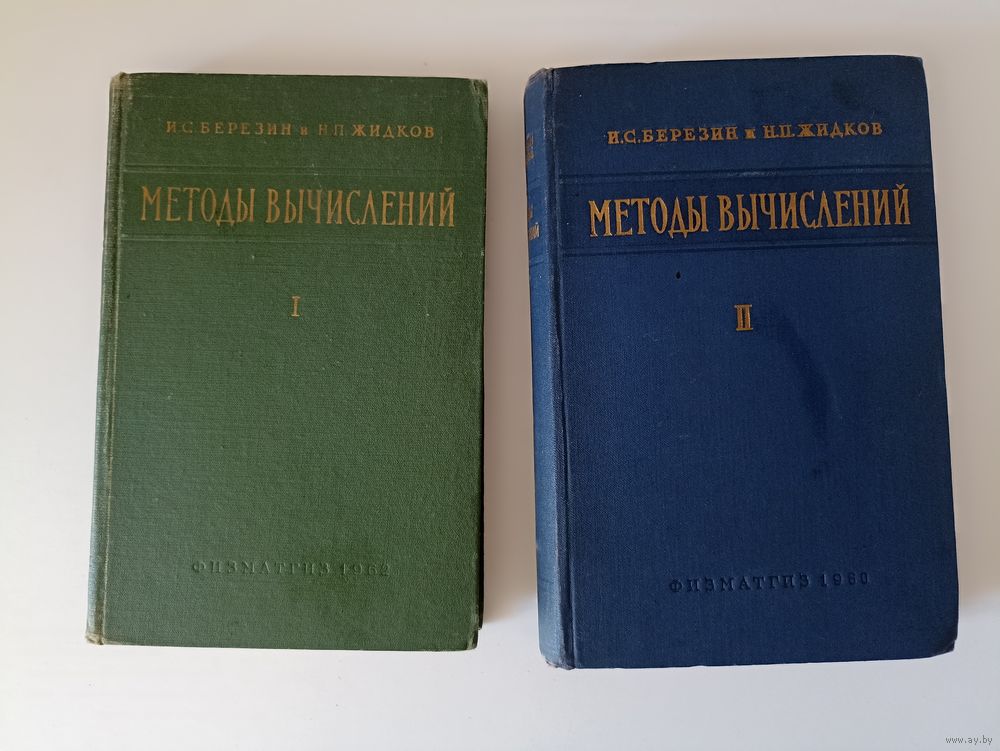 И.С.БЕРЕЗИН и Н.П.ЖИДКОВ
МЕТОДЫ ВЫЧИСЛЕНИЙ
I
ФИЗМАТГИЗ 1962
И.С.БЕРЕЗИН и Н.П.ЖИДКОВ
МЕТОДЫ ВЫЧИСЛЕНИЙ
II
ФИЗМАТГИЗ 1960
www.ay.by